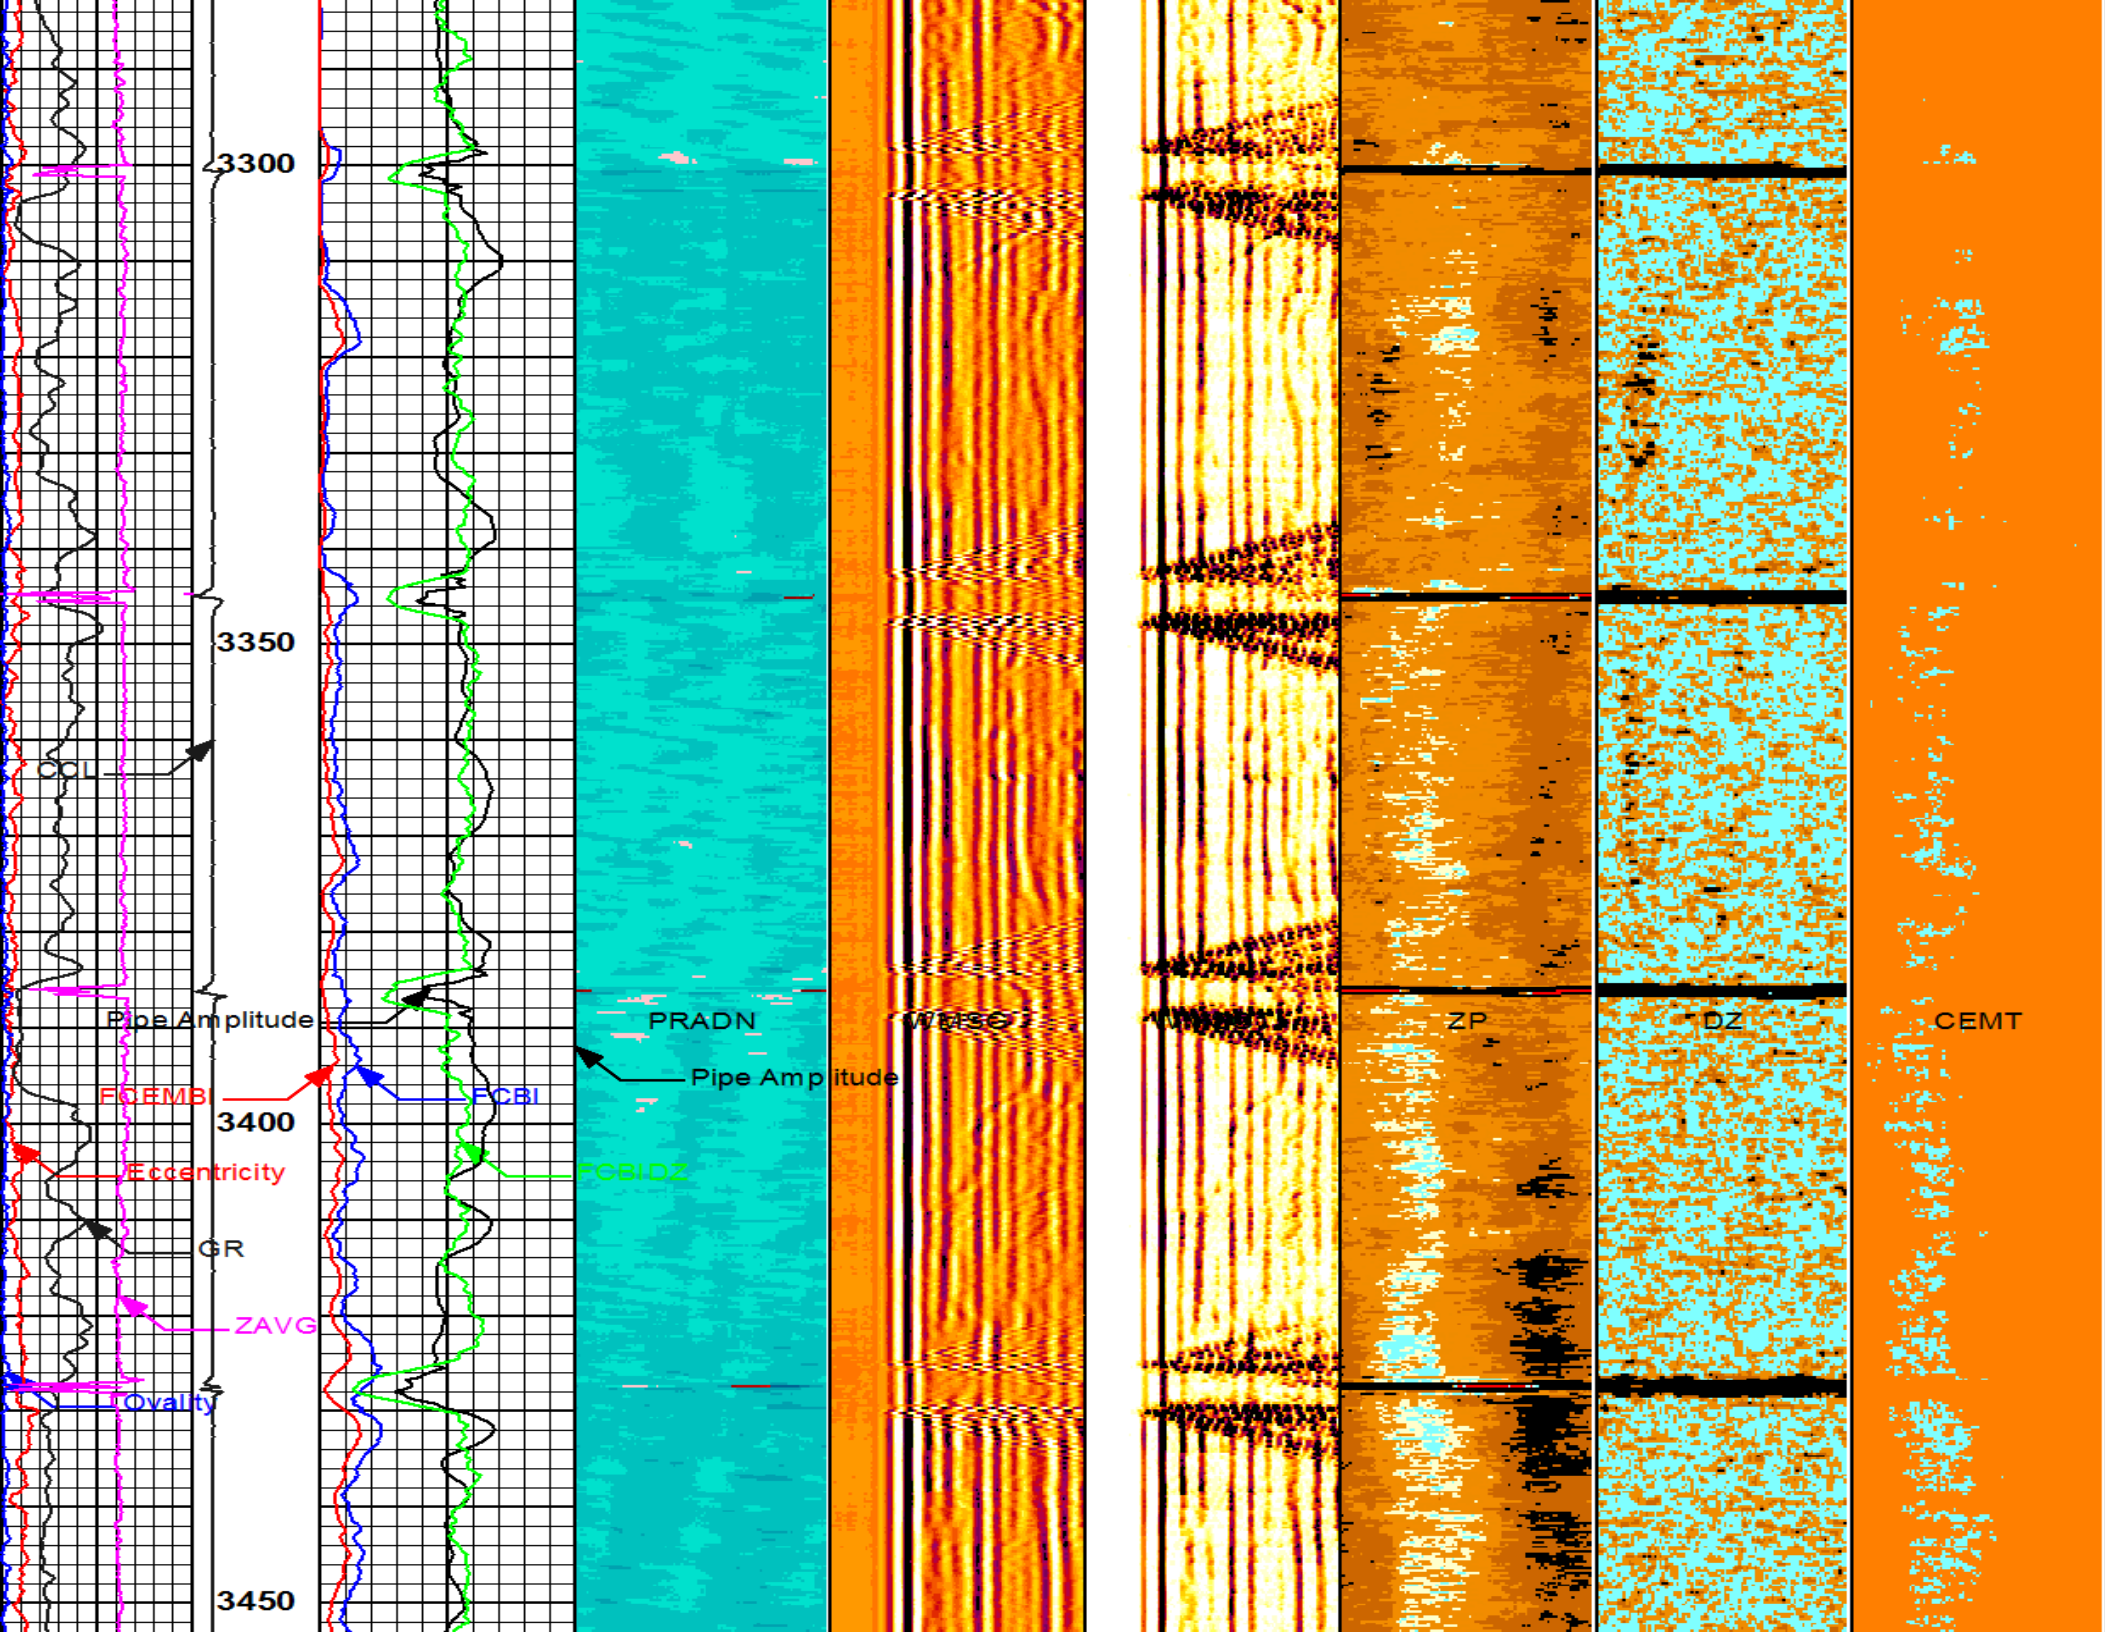 3300
3350
CCL
Pipe Amplitude
PRADN
WMSG
ZP
DZ
CEMT
Pipe Amplitude
FCEMBI
FCBI
3400
Eccentricity
FCBIDZ
GR
ZAVG
Ovality
3450